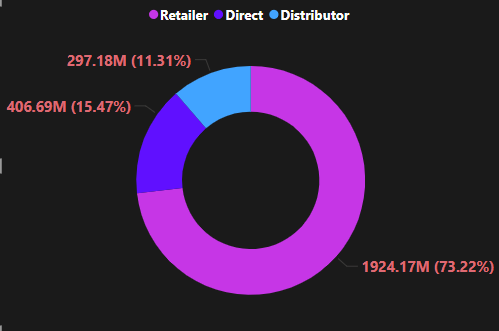 Retailer Direct Distributor
297.18M (11.31%)
406.69M (15.47%)
1924.17M (73.22%)